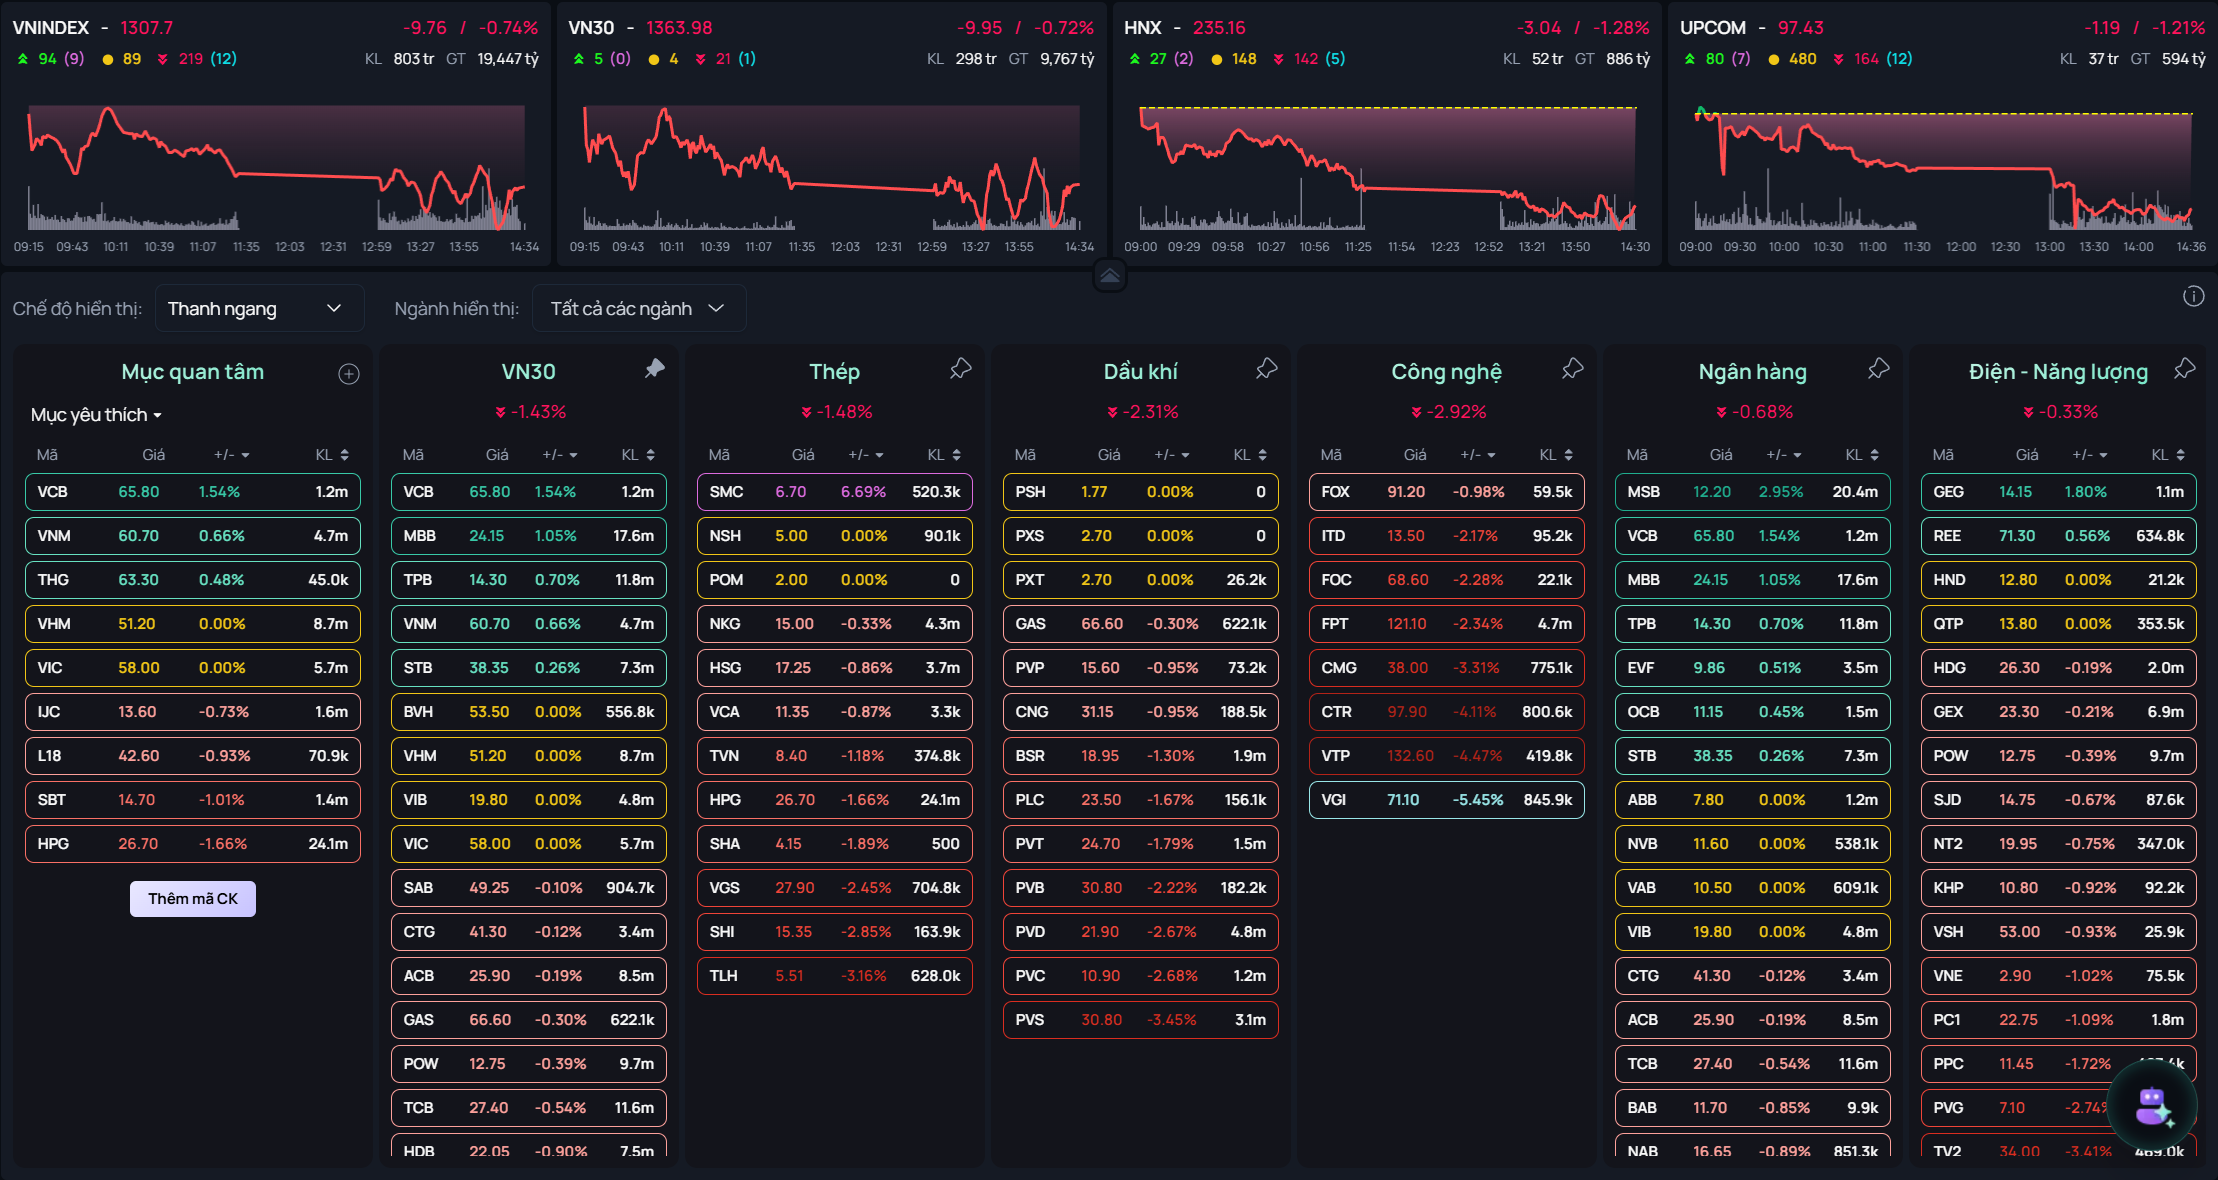 VNINDEX - 1307.7 -9.76 / -0.74%
94 (9) 89 219 (12) KL 803 tr GT 19,447 tỷ
09:15 09:43 10:11 10:39 11:07 11:35 12:03 12:31 12:59 13:27 13:55 14:34
VN30 - 1363.98 -9.95 / -0.72%
5 (0) 4 21 (1) KL 298 tr GT 9,767 tỷ
09:15 09:43 10:11 10:39 11:07 11:35 12:03 12:31 12:59 13:27 13:55 14:34
HNX - 235.16 -3.04 / -1.28%
27 (2) 148 142 (5) KL 52 tr GT 886 tỷ
09:00 09:29 09:58 10:27 10:56 11:25 11:54 12:23 12:52 13:21 13:50 14:30
UPCOM - 97.43 -1.19 / -1.21%
80 (7) 480 164 (12) KL 37 tr GT 594 tỷ
09:00 09:30 10:00 10:30 11:00 11:30 12:00 12:30 13:00 13:30 14:00 14:36
Chế độ hiển thị: Thanh ngang Ngành hiển thị: Tất cả các ngành
Mục quan tâm
Mục yêu thích
Mã Giá +/- KL
VCB 65.80 1.54% 1.2m
VNM 60.70 0.66% 4.7m
THG 63.30 0.48% 45.0k
VHM 51.20 0.00% 8.7m
VIC 58.00 0.00% 5.7m
IJC 13.60 -0.73% 1.6m
L18 42.60 -0.93% 70.9k
SBT 14.70 -1.01% 1.4m
HPG 26.70 -1.66% 24.1m
Thêm mã CK
VN30
-1.43%
Mã Giá +/- KL
VCB 65.80 1.54% 1.2m
MBB 24.15 1.05% 17.6m
TPB 14.30 0.70% 11.8m
VNM 60.70 0.66% 4.7m
STB 38.35 0.26% 7.3m
BVH 53.50 0.00% 556.8k
VHM 51.20 0.00% 8.7m
VIB 19.80 0.00% 4.8m
VIC 58.00 0.00% 5.7m
SAB 49.25 -0.10% 904.7k
CTG 41.30 -0.12% 3.4m
ACB 25.90 -0.19% 8.5m
GAS 66.60 -0.30% 622.1k
POW 12.75 -0.39% 9.7m
TCB 27.40 -0.54% 11.6m
HDB 22.05 -0.90% 7.5m
Thép
-1.48%
Mã Giá +/- KL
SMC 6.70 6.69% 520.3k
NSH 5.00 0.00% 90.1k
POM 2.00 0.00% 0
NKG 15.00 -0.33% 4.3m
HSG 17.25 -0.86% 3.7m
VCA 11.35 -0.87% 3.3k
TVN 8.40 -1.18% 374.8k
HPG 26.70 -1.66% 24.1m
SHA 4.15 -1.89% 500
VGS 27.90 -2.45% 704.8k
SHI 15.35 -2.85% 163.9k
TLH 5.51 -3.16% 628.0k
Dầu khí
-2.31%
Mã Giá +/- KL
PSH 1.77 0.00% 0
PXS 2.70 0.00% 0
PXT 2.70 0.00% 26.2k
GAS 66.60 -0.30% 622.1k
PVP 15.60 -0.95% 73.2k
CNG 31.15 -0.95% 188.5k
BSR 18.95 -1.30% 1.9m
PLC 23.50 -1.67% 156.1k
PVT 24.70 -1.79% 1.5m
PVB 30.80 -2.22% 182.2k
PVD 21.90 -2.67% 4.8m
PVC 10.90 -2.68% 1.2m
PVS 30.80 -3.45% 3.1m
Công nghệ
-2.92%
Mã Giá +/- KL
FOX 91.20 -0.98% 59.5k
ITD 13.50 -2.17% 95.2k
FOC 68.60 -2.28% 22.1k
FPT 121.10 -2.34% 4.7m
CMG 38.00 -3.31% 775.1k
CTR 97.90 -4.11% 800.6k
VTP 132.60 -4.47% 419.8k
VGI 71.10 -5.45% 845.9k
Ngân hàng
-0.68%
Mã Giá +/- KL
MSB 12.20 2.95% 20.4m
VCB 65.80 1.54% 1.2m
MBB 24.15 1.05% 17.6m
TPB 14.30 0.70% 11.8m
EVF 9.86 0.51% 3.5m
OCB 11.15 0.45% 1.5m
STB 38.35 0.26% 7.3m
ABB 7.80 0.00% 1.2m
NVB 11.60 0.00% 538.1k
VAB 10.50 0.00% 609.1k
VIB 19.80 0.00% 4.8m
CTG 41.30 -0.12% 3.4m
ACB 25.90 -0.19% 8.5m
TCB 27.40 -0.54% 11.6m
BAB 11.70 -0.85% 9.9k
NAB 16.65 -0.89% 851.3k
Điện - Năng lượng
-0.33%
Mã Giá +/- KL
GEG 14.15 1.80% 1.1m
REE 71.30 0.56% 634.8k
HND 12.80 0.00% 21.2k
QTP 13.80 0.00% 353.5k
HDG 26.30 -0.19% 2.0m
GEX 23.30 -0.21% 6.9m
POW 12.75 -0.39% 9.7m
SJD 14.75 -0.67% 87.6k
NT2 19.95 -0.75% 347.0k
KHP 10.80 -0.92% 92.2k
VSH 53.00 -0.93% 25.9k
VNE 2.90 -1.02% 75.5k
PC1 22.75 -1.09% 1.8m
PPC 11.45 -1.72%
PVG 7.10 -2.74%
TV2 34.00 -3.41%